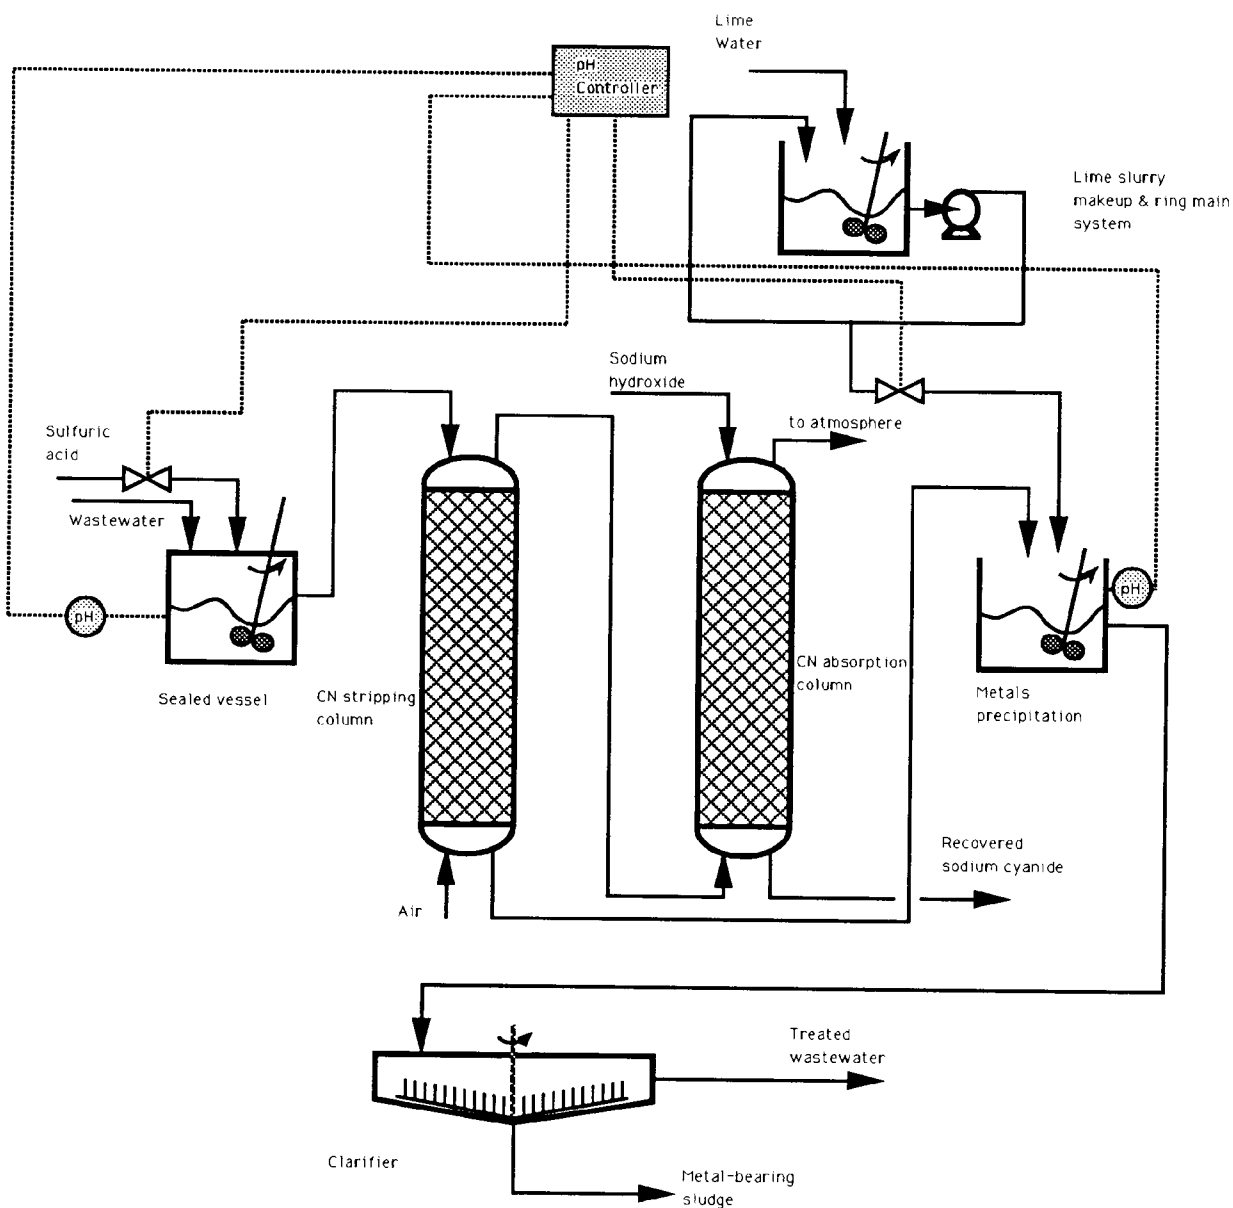 Lime
Water
pH
Controller
Lime slurry
makeup & ring main
system
Sodium
hydroxide
to atmosphere
Sulfuric
acid
Wastewater
pH
pH
Sealed vessel
CN stripping
column
CN absorption
column
Metals
precipitation
Recovered
sodium cyanide
Air
Treated
wastewater
Clarifier
Metal-bearing
sludge